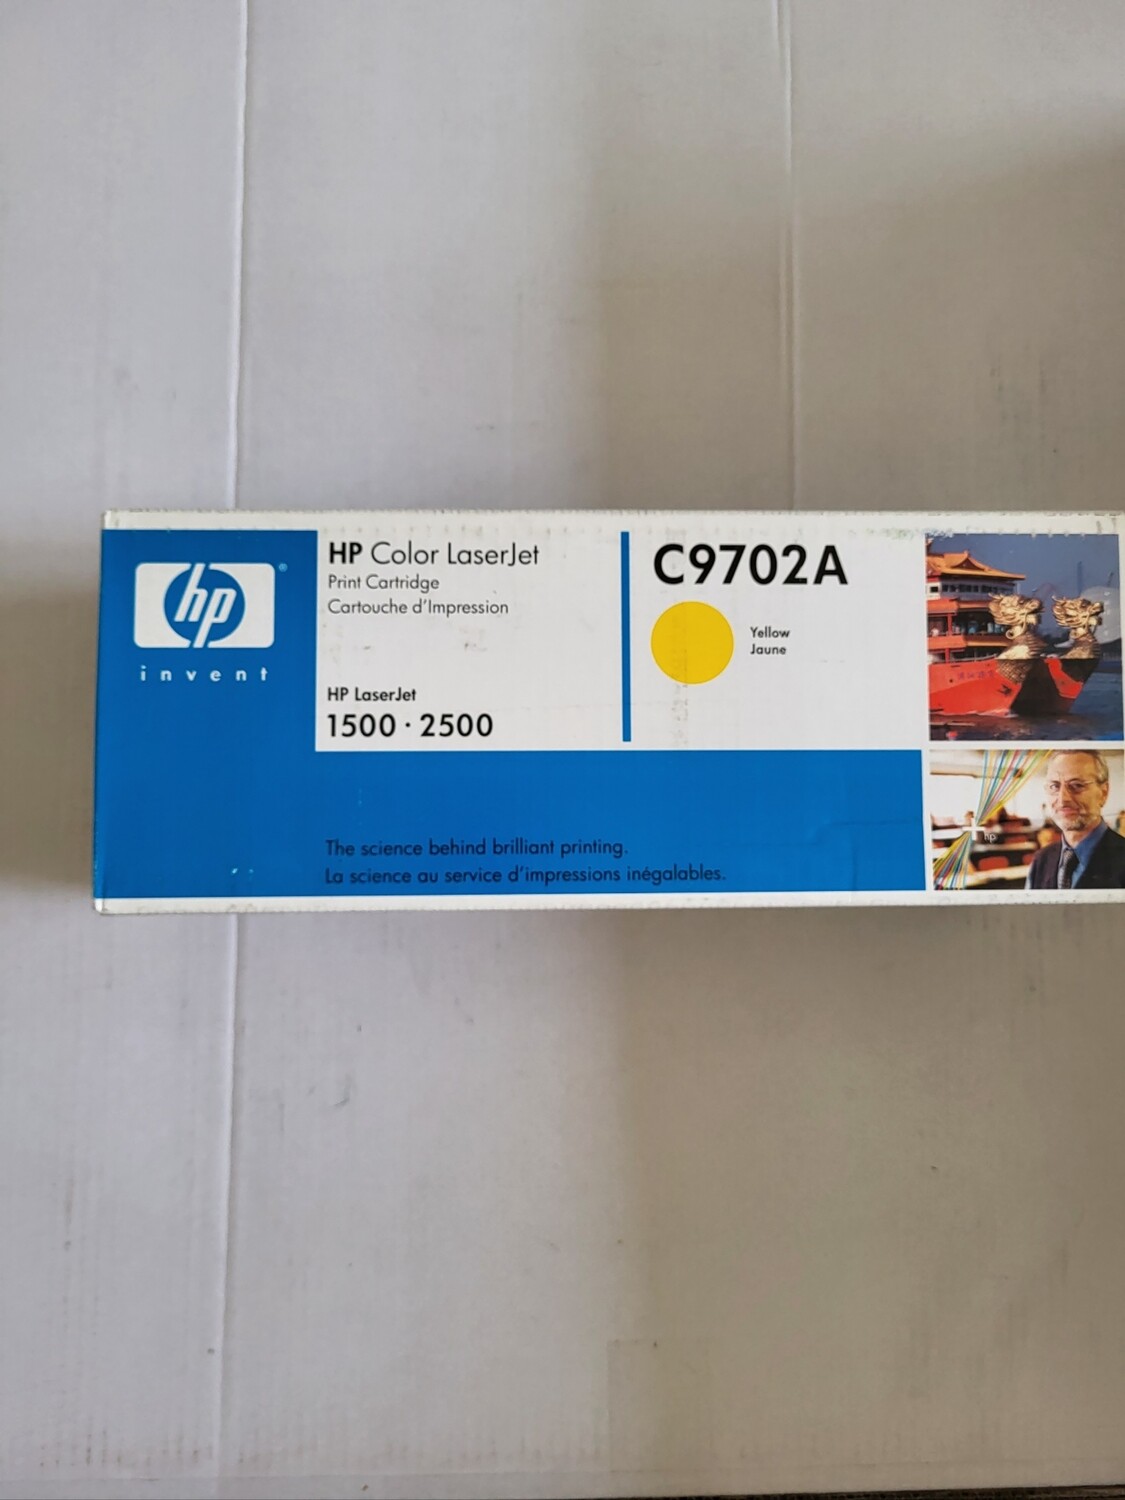 hp
®
invent
HP Color LaserJet
Print Cartridge
Cartouche d'Impression
HP LaserJet
1500 · 2500
C9702A
Yellow
Jaune
The science behind brilliant printing.
La science au service d'impressions inégalables.
hp